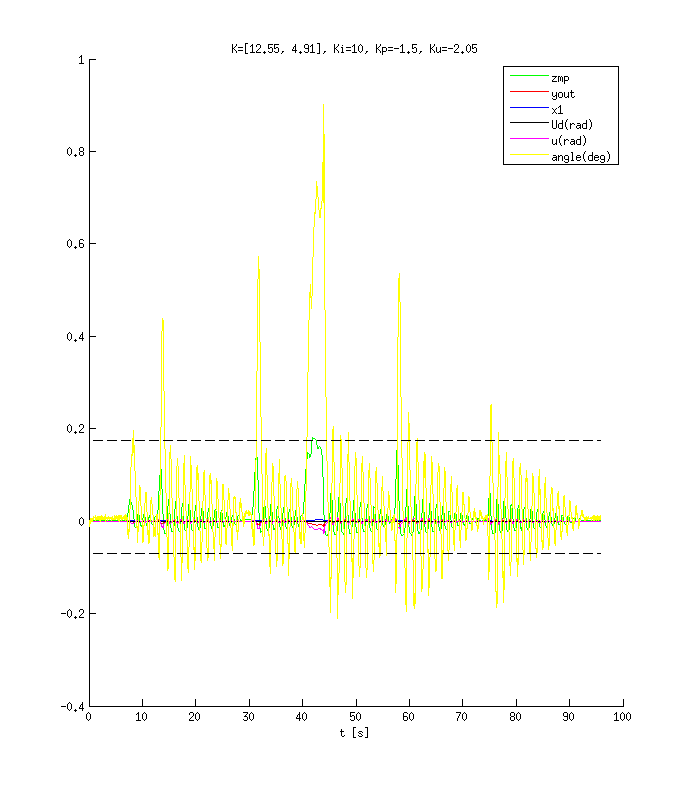 K=[12.55, 4.91], Ki=10, Kp=-1.5, Ku=-2.05
zmp
yout
x1
Ud(rad)
u(rad)
angle(deg)
1
0.8
0.6
0.4
0.2
0
-0.2
-0.4
0 10 20 30 40 50 60 70 80 90 100
t [s]